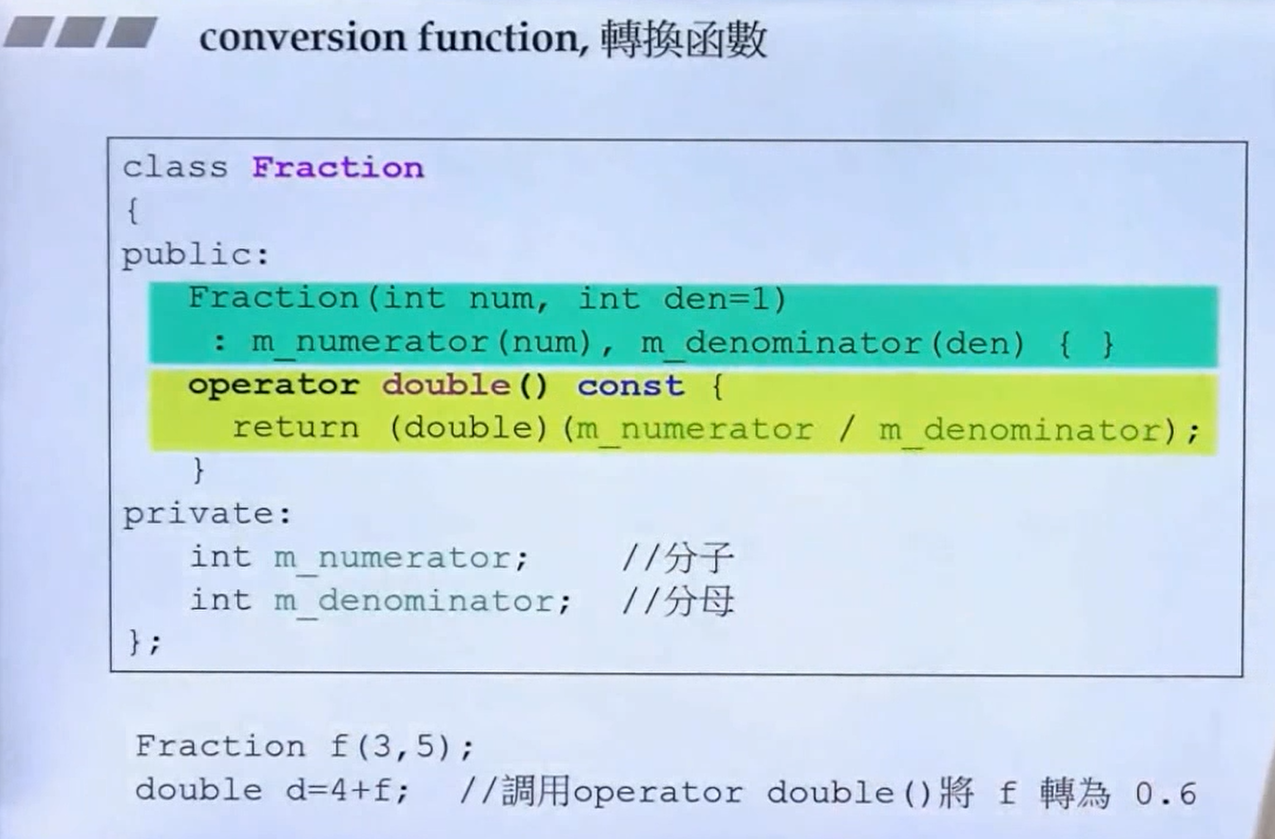 conversion function, 轉換函數
class Fraction
{
public:
Fraction(int num, int den=1)
: m_numerator(num), m_denominator(den) { }
operator double() const {
return (double)(m_numerator / m_denominator);
}
private:
int m_numerator; //分子
int m_denominator; //分母
};
Fraction f(3,5);
double d=4+f; //調用operator double()將 f 轉為 0.6